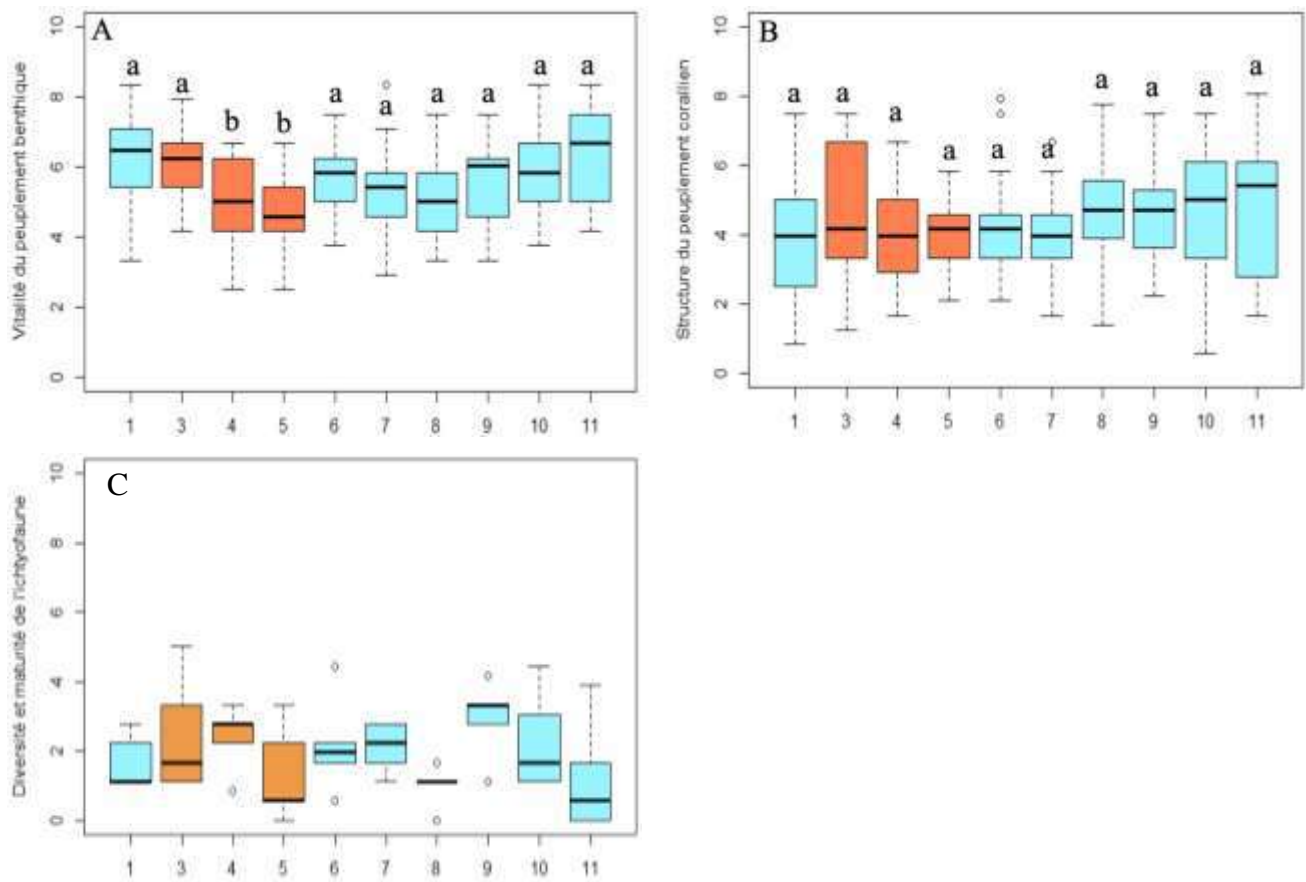 A
Vitalité du peuplement benthique
10
8
6
4
2
0
a a b b a a a a a a
1 3 4 5 6 7 8 9 10 11
B
Structure du peuplement corallien
10
8
6
4
2
0
a a a a a a a a a a
1 3 4 5 6 7 8 9 10 11
C
Diversité et maturité de l'ichtyofaune
10
8
6
4
2
0
1 3 4 5 6 7 8 9 10 11